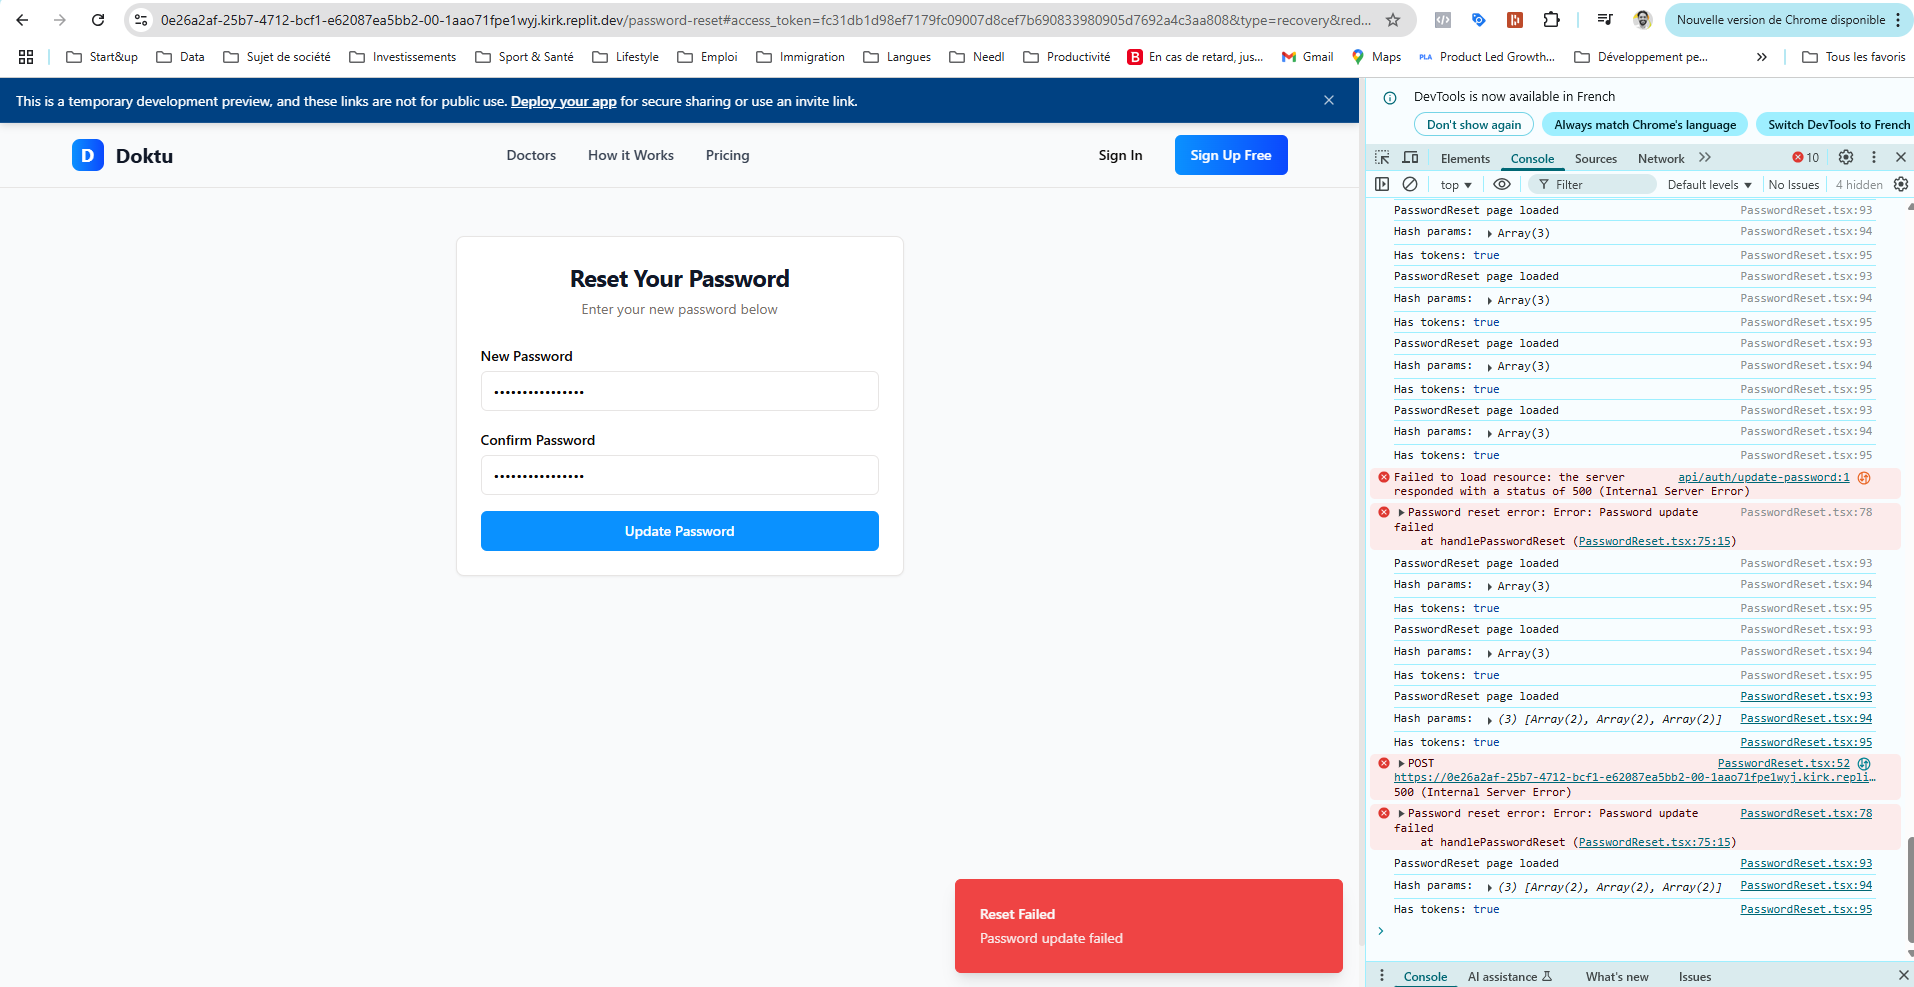 0e26a2af-25b7-4712-bcf1-e62087ea5bb2-00-1aao71fpe1wyj.kirk.replit.dev/password-reset#access_token=fc31db1d98ef7179fc09007d8cef7b690833980905d7692a4c3aa808&type=recovery&red...
Nouvelle version de Chrome disponible
Start&up
Data
Sujet de société
Investissements
Sport & Santé
Lifestyle
Emploi
Immigration
Langues
Needl
Productivité
B En cas de retard, jus...
Gmail
Maps
PLA Product Led Growth...
Développement pe...
Tous les favoris
This is a temporary development preview, and these links are not for public use. Deploy your app for secure sharing or use an invite link.
D Doktu
Doctors
How it Works
Pricing
Sign In
Sign Up Free
Reset Your Password
Enter your new password below
New Password
Confirm Password
Update Password
Reset Failed
Password update failed
DevTools is now available in French
Don't show again
Always match Chrome's language
Switch DevTools to French
Elements
Console
Sources
Network
10
top
Filter
Default levels
No Issues
4 hidden
PasswordReset page loaded PasswordReset.tsx:93
Hash params: Array(3) PasswordReset.tsx:94
Has tokens: true PasswordReset.tsx:95
PasswordReset page loaded PasswordReset.tsx:93
Hash params: Array(3) PasswordReset.tsx:94
Has tokens: true PasswordReset.tsx:95
PasswordReset page loaded PasswordReset.tsx:93
Hash params: Array(3) PasswordReset.tsx:94
Has tokens: true PasswordReset.tsx:95
PasswordReset page loaded PasswordReset.tsx:93
Hash params: Array(3) PasswordReset.tsx:94
Has tokens: true PasswordReset.tsx:95
Failed to load resource: the server api/auth/update-password:1
responded with a status of 500 (Internal Server Error)
Password reset error: Error: Password update PasswordReset.tsx:78
failed
at handlePasswordReset (PasswordReset.tsx:75:15)
PasswordReset page loaded PasswordReset.tsx:93
Hash params: Array(3) PasswordReset.tsx:94
Has tokens: true PasswordReset.tsx:95
PasswordReset page loaded PasswordReset.tsx:93
Hash params: Array(3) PasswordReset.tsx:94
Has tokens: true PasswordReset.tsx:95
PasswordReset page loaded PasswordReset.tsx:93
Hash params: (3) [Array(2), Array(2), Array(2)] PasswordReset.tsx:94
Has tokens: true PasswordReset.tsx:95
POST PasswordReset.tsx:52
https://0e26a2af-25b7-4712-bcf1-e62087ea5bb2-00-1aao71fpe1wyj.kirk.repli...
500 (Internal Server Error)
Password reset error: Error: Password update PasswordReset.tsx:78
failed
at handlePasswordReset (PasswordReset.tsx:75:15)
PasswordReset page loaded PasswordReset.tsx:93
Hash params: (3) [Array(2), Array(2), Array(2)] PasswordReset.tsx:94
Has tokens: true PasswordReset.tsx:95
Console
AI assistance
What's new
Issues